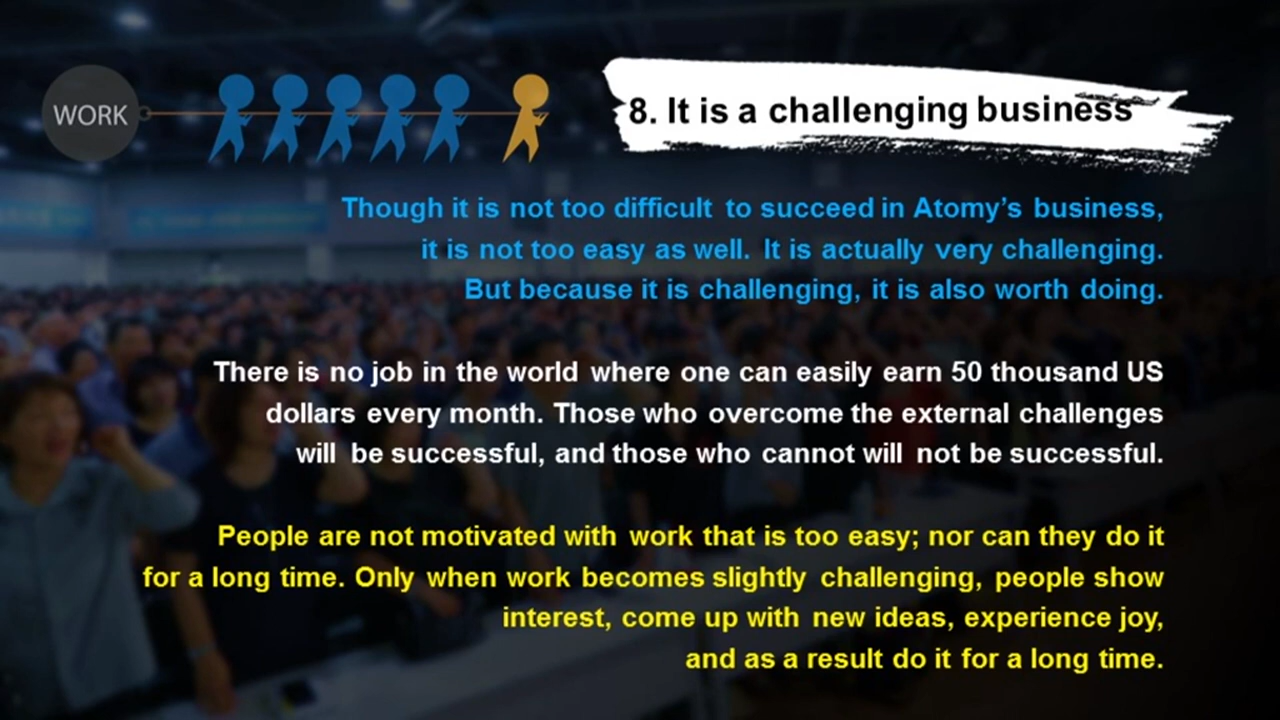 WORK
8. It is a challenging business
Though it is not too difficult to succeed in Atomy’s business,
it is not too easy as well. It is actually very challenging.
But because it is challenging, it is also worth doing.
There is no job in the world where one can easily earn 50 thousand US
dollars every month. Those who overcome the external challenges
will be successful, and those who cannot will not be successful.
People are not motivated with work that is too easy; nor can they do it
for a long time. Only when work becomes slightly challenging, people show
interest, come up with new ideas, experience joy,
and as a result do it for a long time.